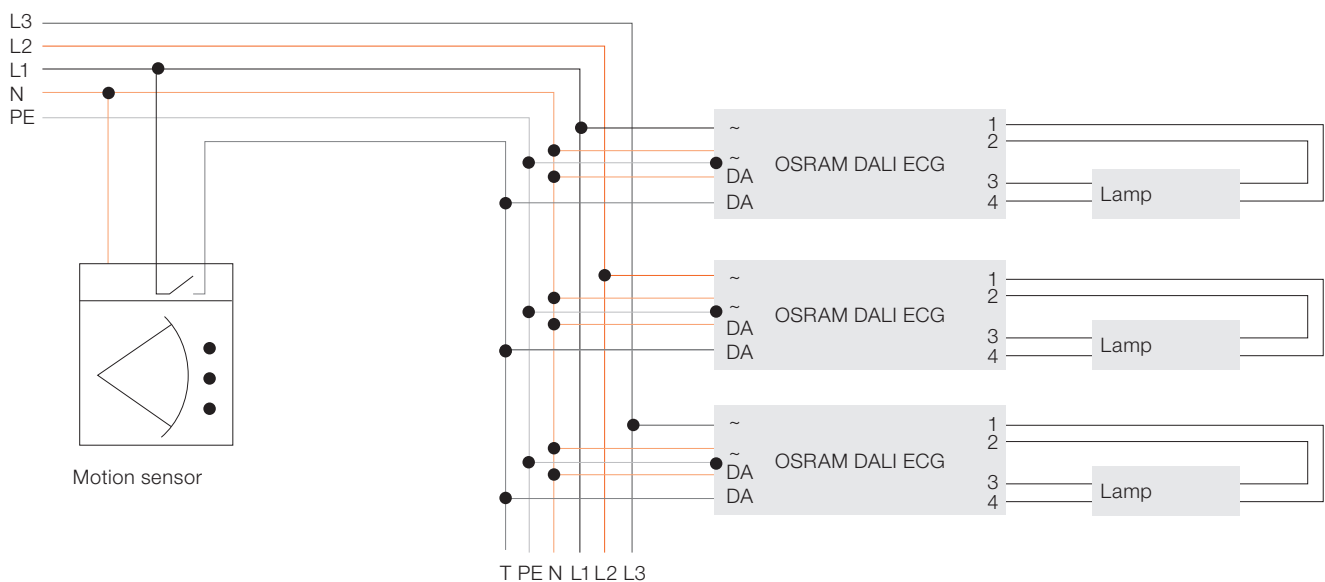 L3
L2
L1
N
PE
~
~
DA
DA
OSRAM DALI ECG
1
2
3
4
Lamp
~
~
DA
DA
OSRAM DALI ECG
1
2
3
4
Lamp
~
~
DA
DA
OSRAM DALI ECG
1
2
3
4
Lamp
Motion sensor
T PE N L1 L2 L3